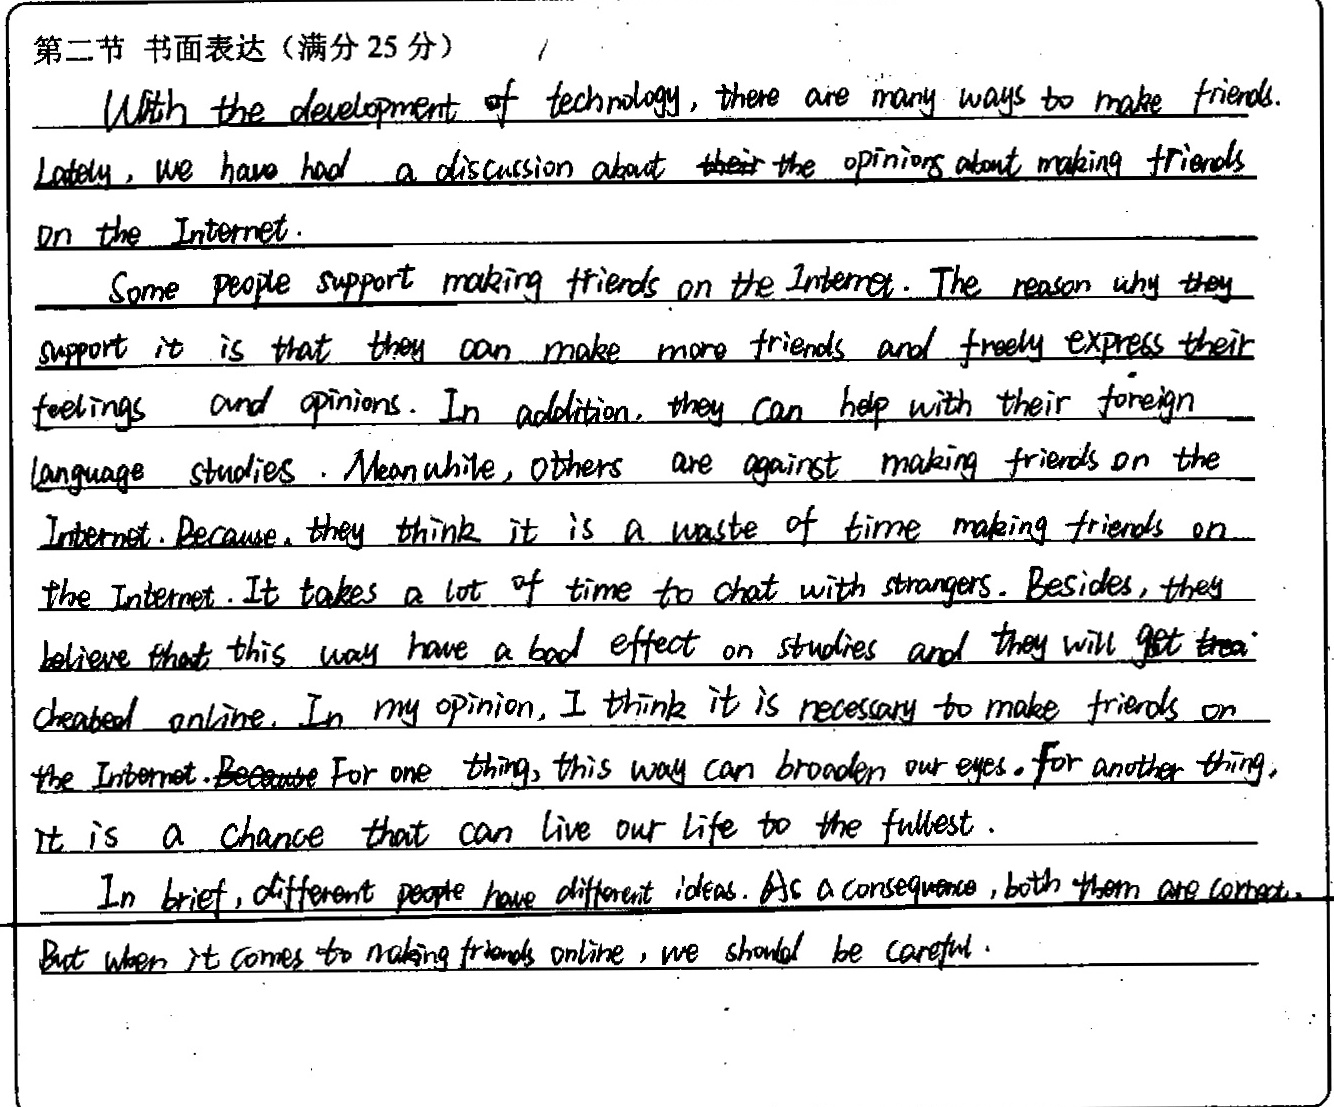 第二节 书面表达（满分 25 分）
With the development of technology, there are many ways to make friends.
Lately, we have had a discussion about the opinions about making friends
on the Internet.
Some people support making friends on the Internet. The reason why they
support it is that they can make more friends and freely express their
feelings and opinions. In addition, they can help with their foreign
language studies. Meanwhile, others are against making friends on the
Internet. Because, they think it is a waste of time making friends on
the Internet. It takes a lot of time to chat with strangers. Besides, they
believe that this way have a bad effect on studies and they will get
cheated online. In my opinion, I think it is necessary to make friends on
the Internet. For one thing, this way can broaden our eyes. For another thing,
it is a chance that can live our life to the fullest.
In brief, different people have different ideas. As a consequence, both them are correct.
But when it comes to making friends online, we should be careful.